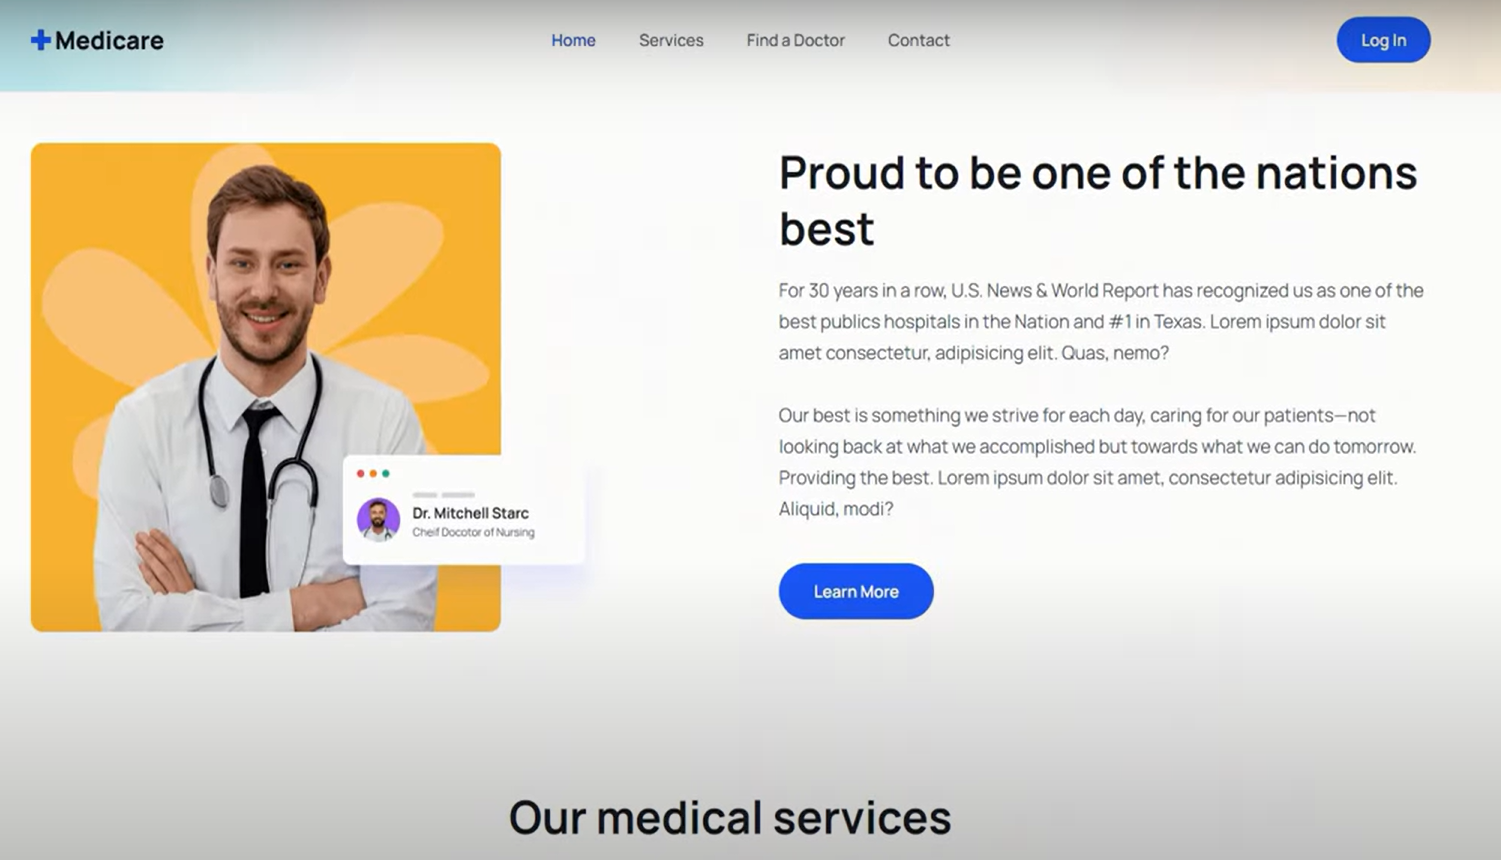 Medicare
Home
Services
Find a Doctor
Contact
Log In
Proud to be one of the nations
best
For 30 years in a row, U.S. News & World Report has recognized us as one of the
best publics hospitals in the Nation and #1 in Texas. Lorem ipsum dolor sit
amet consectetur, adipisicing elit. Quas, nemo?
Our best is something we strive for each day, caring for our patients—not
looking back at what we accomplished but towards what we can do tomorrow.
Providing the best. Lorem ipsum dolor sit amet, consectetur adipisicing elit.
Aliquid, modi?
Learn More
Dr. Mitchell Starc
Cheif Docotor of Nursing
Our medical services